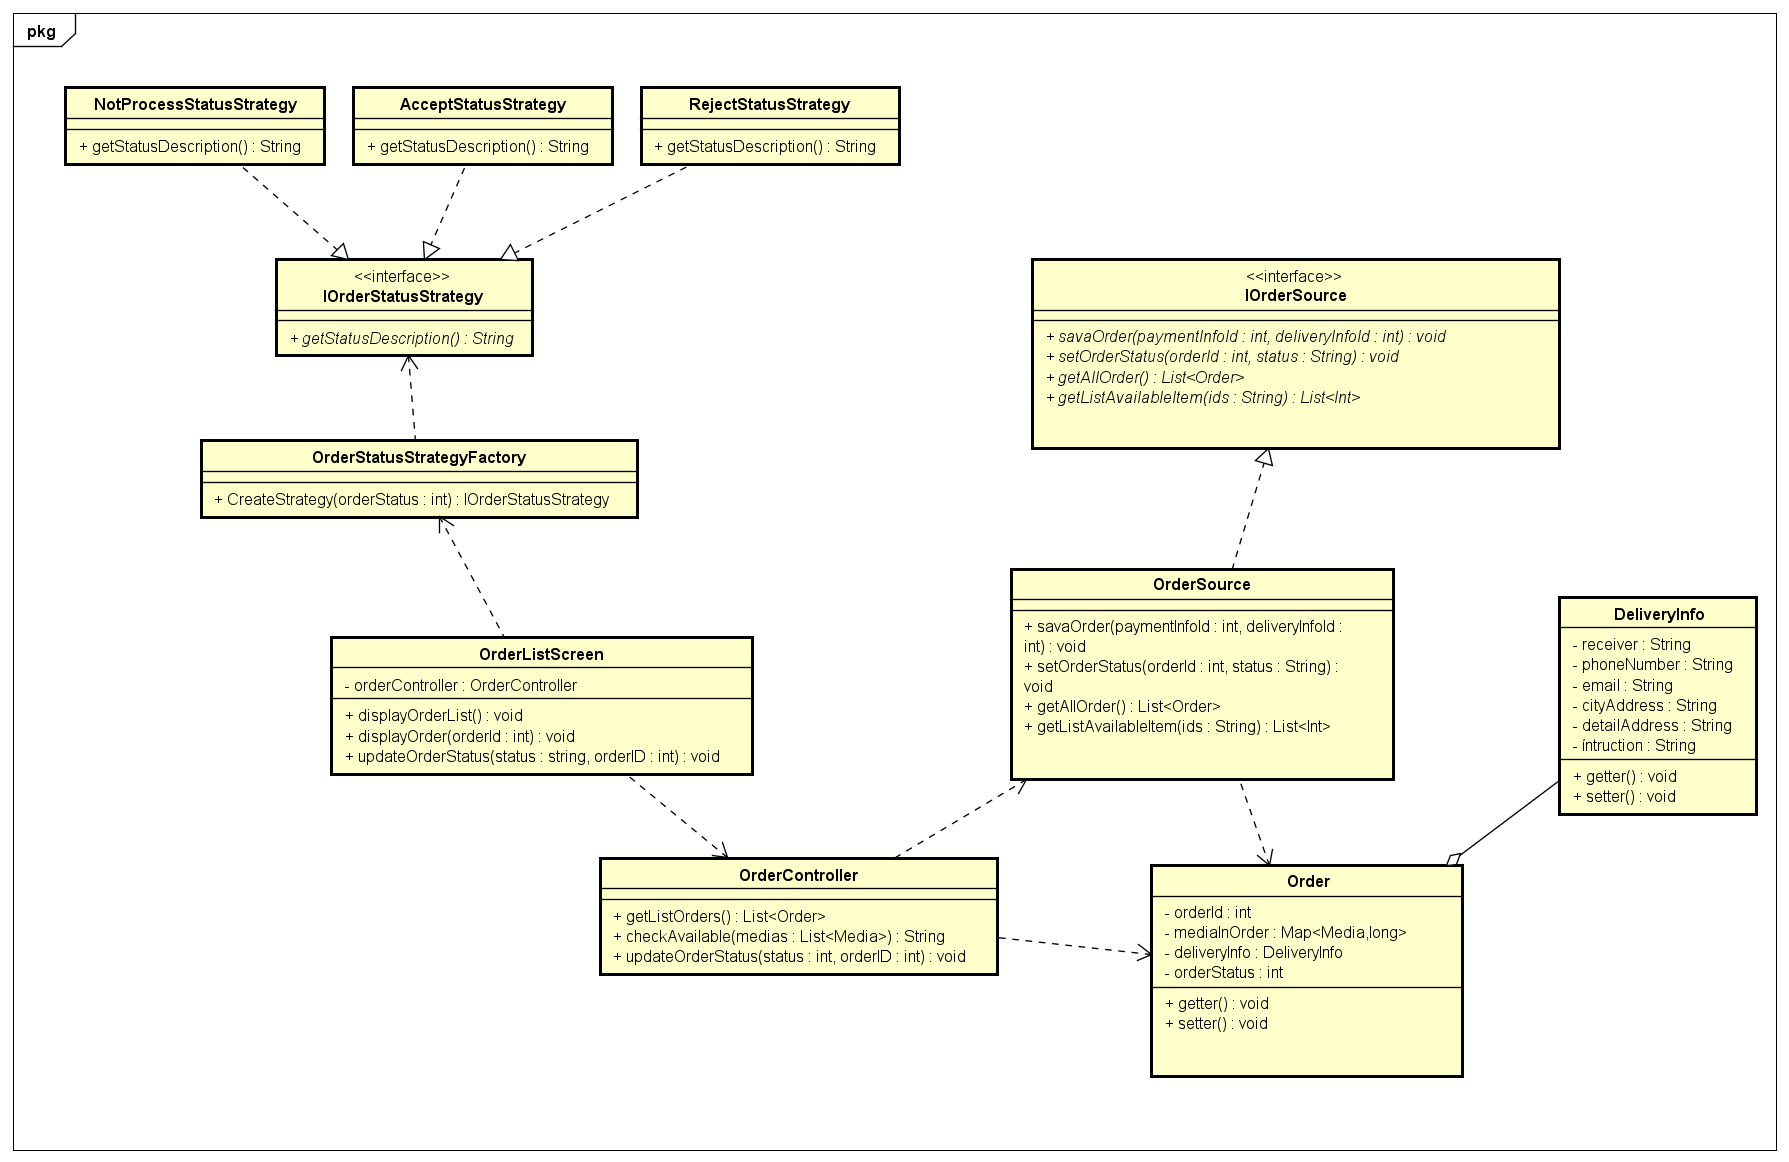 pkg
NotProcessStatusStrategy
+ getStatusDescription() : String
AcceptStatusStrategy
+ getStatusDescription() : String
RejectStatusStrategy
+ getStatusDescription() : String
<<interface>>
IOrderStatusStrategy
+ getStatusDescription() : String
<<interface>>
IOrderSource
+ savaOrder(paymentInfoId : int, deliveryInfoId : int) : void
+ setOrderStatus(orderId : int, status : String) : void
+ getAllOrder() : List<Order>
+ getListAvailableItem(ids : String) : List<Int>
OrderStatusStrategyFactory
+ CreateStrategy(orderStatus : int) : IOrderStatusStrategy
OrderSource
+ savaOrder(paymentInfoId : int, deliveryInfoId :
int) : void
+ setOrderStatus(orderId : int, status : String) :
void
+ getAllOrder() : List<Order>
+ getListAvailableItem(ids : String) : List<Int>
DeliveryInfo
- receiver : String
- phoneNumber : String
- email : String
- cityAddress : String
- detailAddress : String
- íntruction : String
+ getter() : void
+ setter() : void
OrderListScreen
- orderController : OrderController
+ displayOrderList() : void
+ displayOrder(orderId : int) : void
+ updateOrderStatus(status : string, orderID : int) : void
OrderController
+ getListOrders() : List<Order>
+ checkAvailable(medias : List<Media>) : String
+ updateOrderStatus(status : int, orderID : int) : void
Order
- orderId : int
- mediaInOrder : Map<Media,long>
- deliveryInfo : DeliveryInfo
- orderStatus : int
+ getter() : void
+ setter() : void